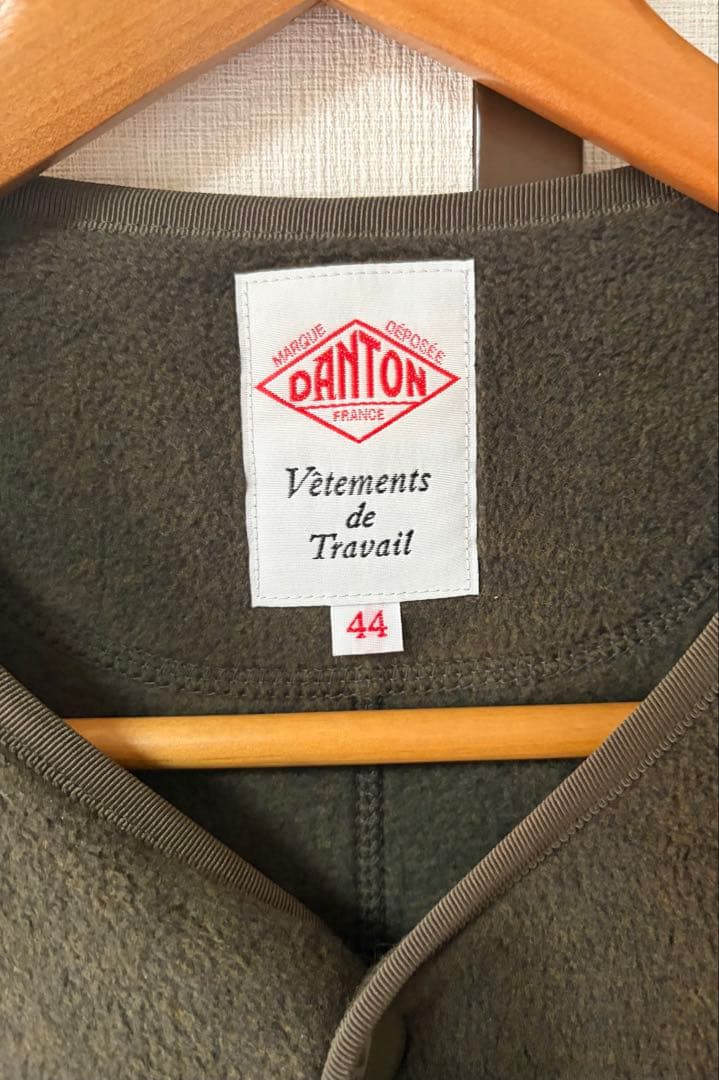 MARQUE DÉPOSÉE
DANTON
FRANCE
Vêtements
de
Travail
44